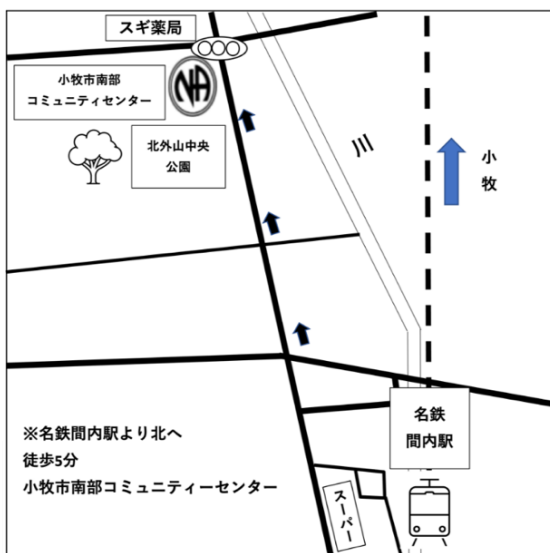 スギ薬局
小牧市南部
コミュニティセンター
北外山中央
公園
川
小牧
名鉄
間内駅
※名鉄間内駅より北へ
徒歩5分
小牧市南部コミュニティーセンター
スーパー